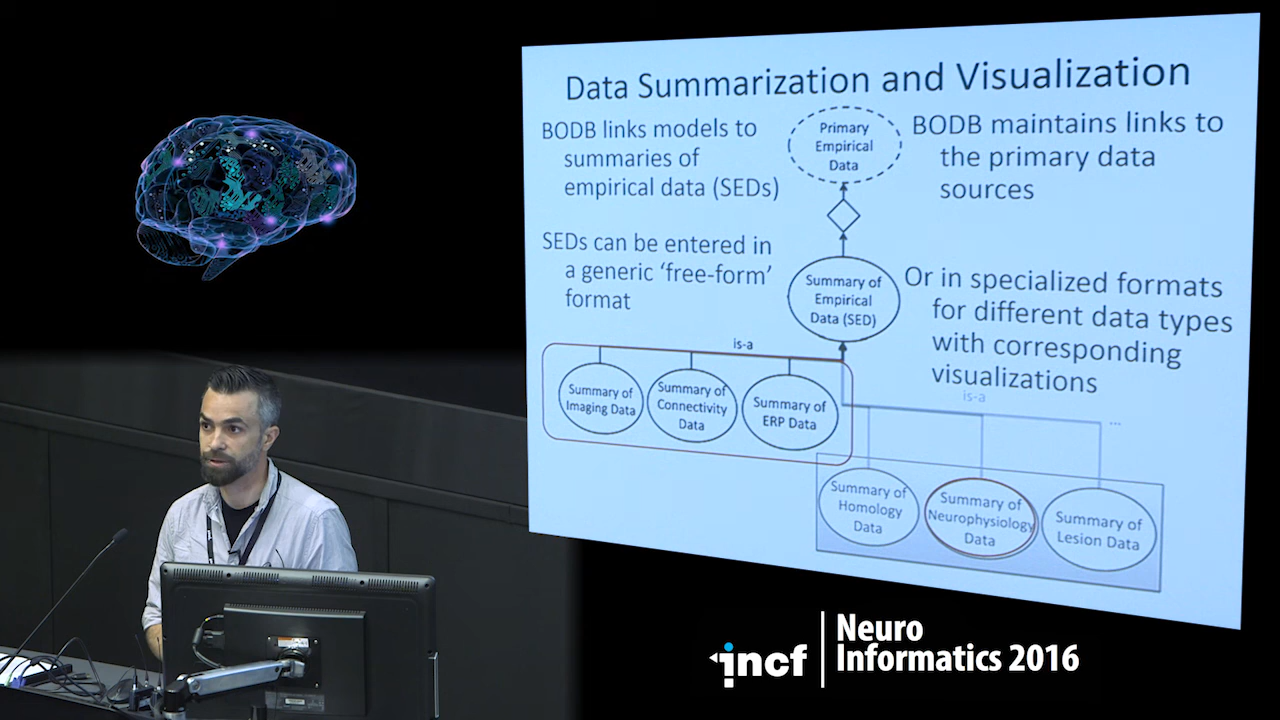 Data Summarization and Visualization
BODB links models to
summaries of
empirical data (SEDs)
SEDs can be entered in
a generic ‘free-form’
format
Primary
Empirical
Data
BODB maintains links to
the primary data
sources
Summary of
Empirical
Data (SED)
Or in specialized formats
for different data types
with corresponding
visualizations
is-a
Summary of
Imaging Data
Summary of
Connectivity
Data
Summary of
ERP Data
is-a
...
Summary of
Homology
Data
Summary of
Neurophysiology
Data
Summary of
Lesion Data
incf
Neuro
Informatics 2016